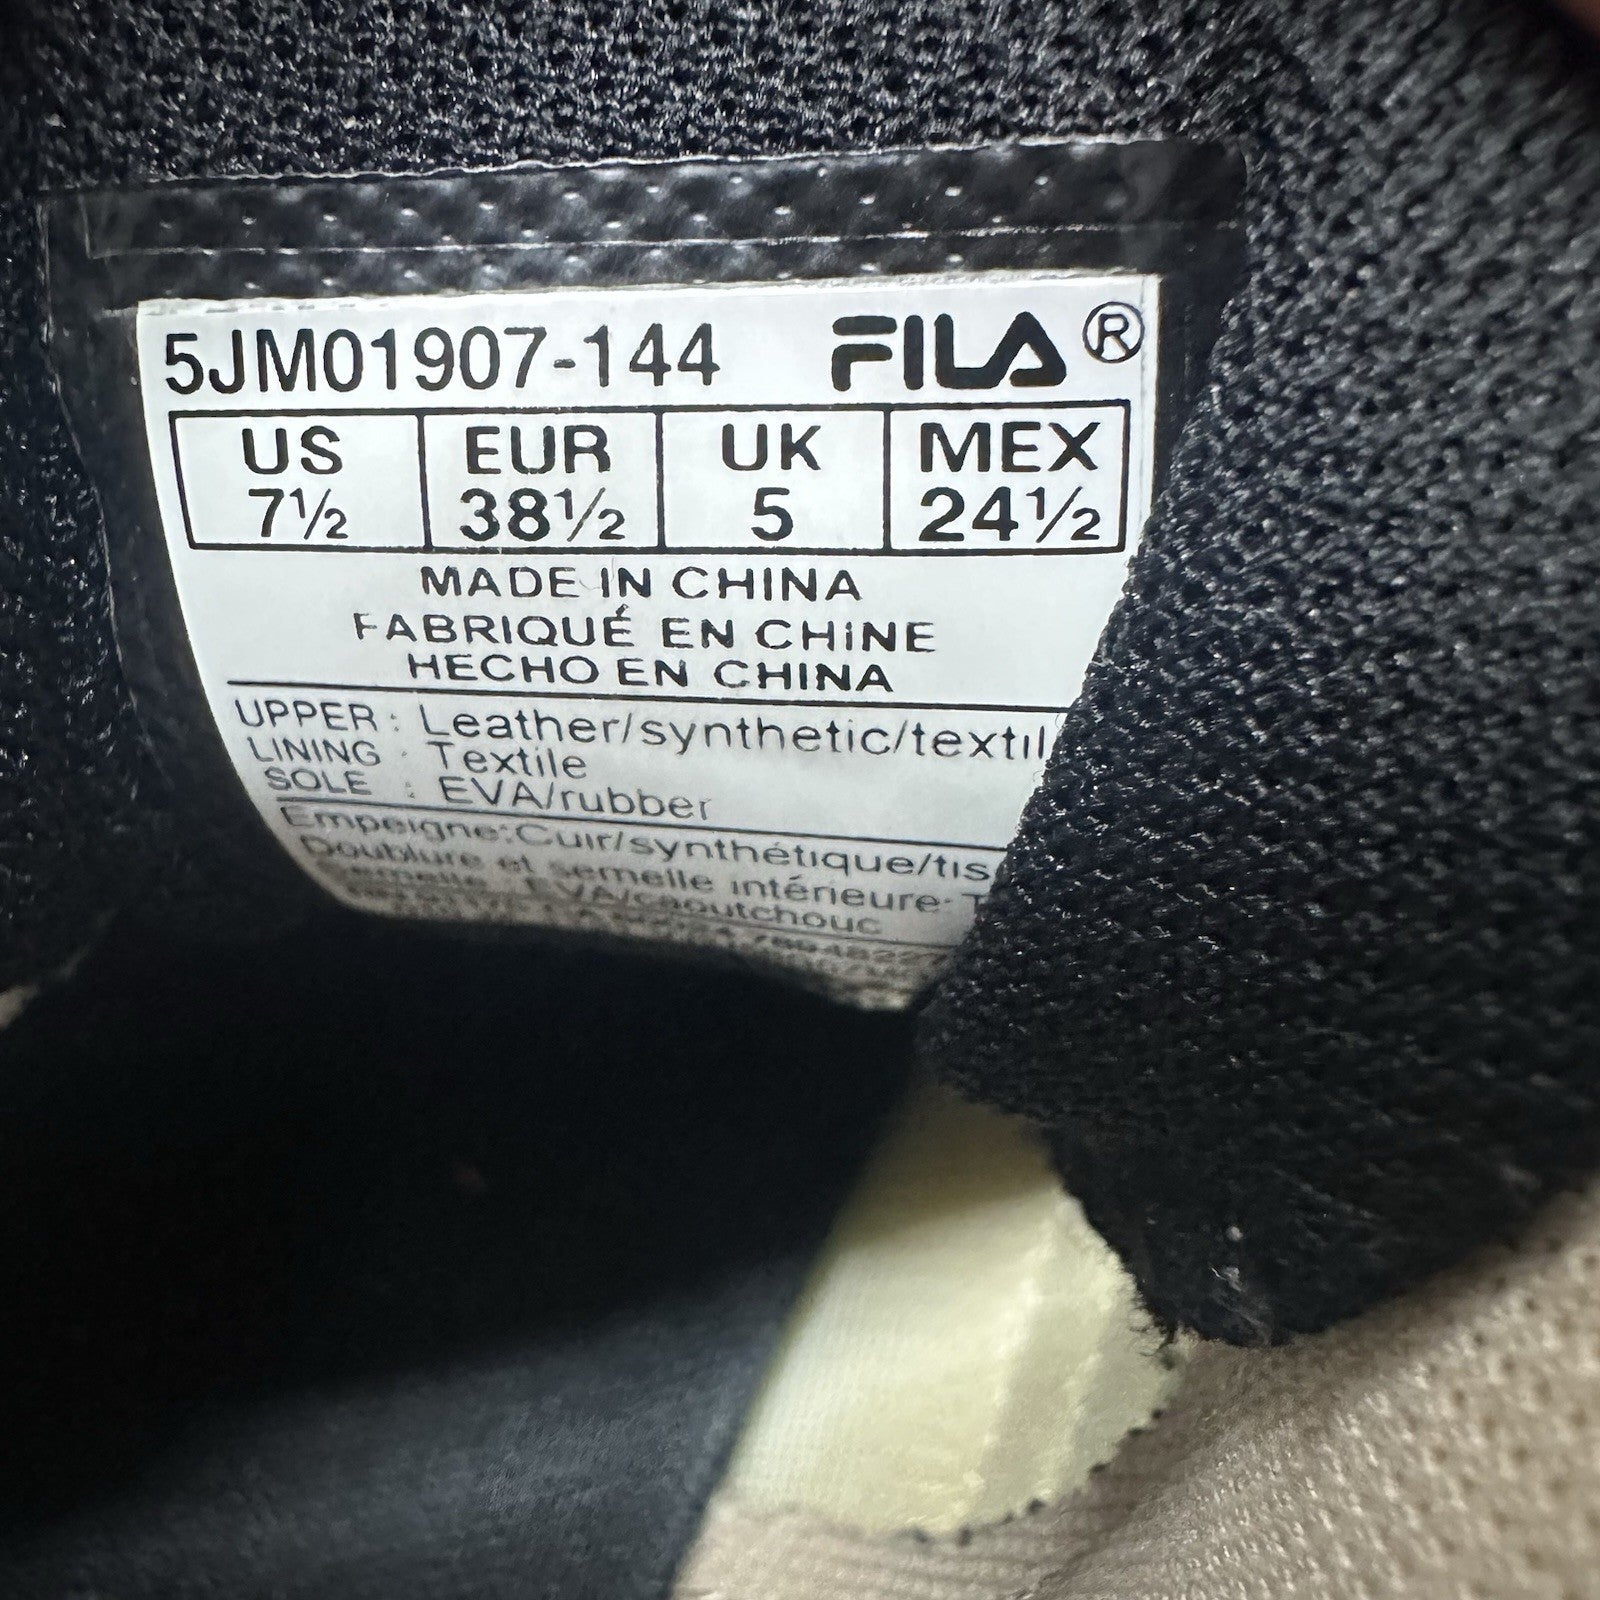 5JM01907-144 FILA®
US EUR UK MEX
7½ 38½ 5 24½
MADE IN CHINA
FABRIQUÉ EN CHINE
HECHO EN CHINA
UPPER: Leather/synthetic/textil
LINING: Textile
SOLE: EVA/rubber
Empeigne:Cuir/synthétique/tis
Doublure et semelle intérieure: T
Semelle: EVA/caoutchouc